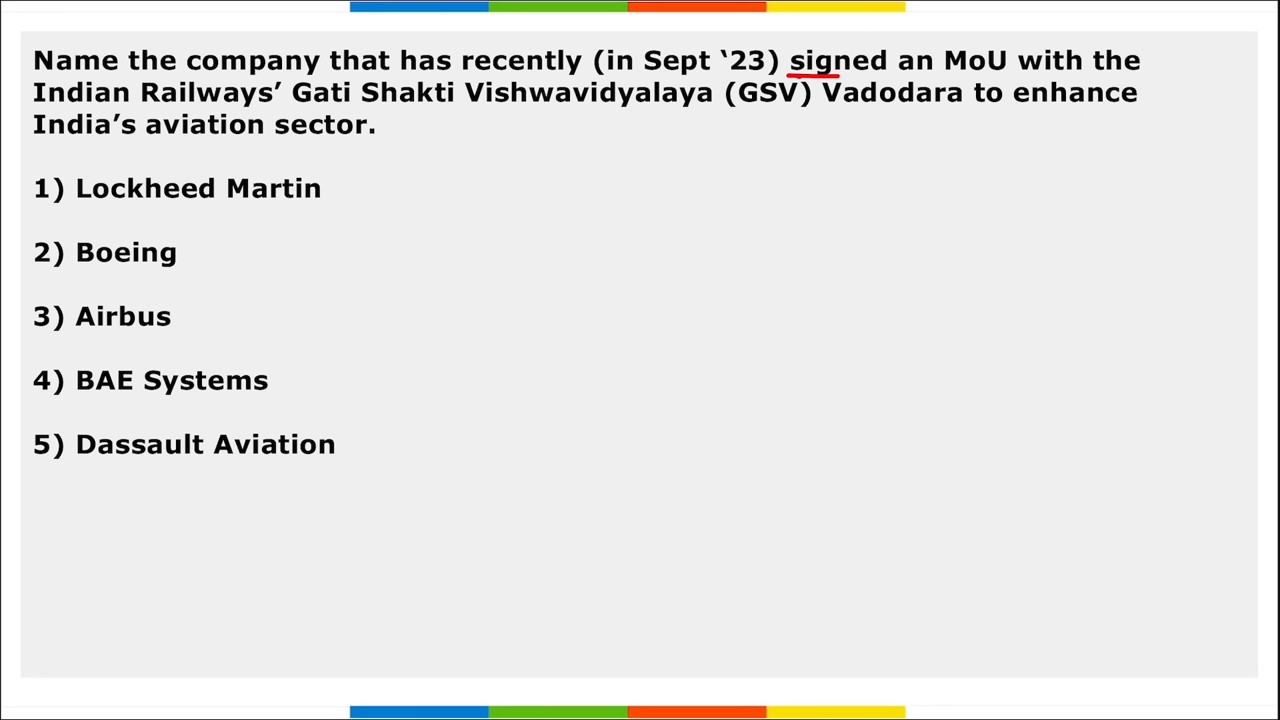 Name the company that has recently (in Sept ‘23) signed an MoU with the
Indian Railways’ Gati Shakti Vishwavidyalaya (GSV) Vadodara to enhance
India’s aviation sector.
1) Lockheed Martin
2) Boeing
3) Airbus
4) BAE Systems
5) Dassault Aviation